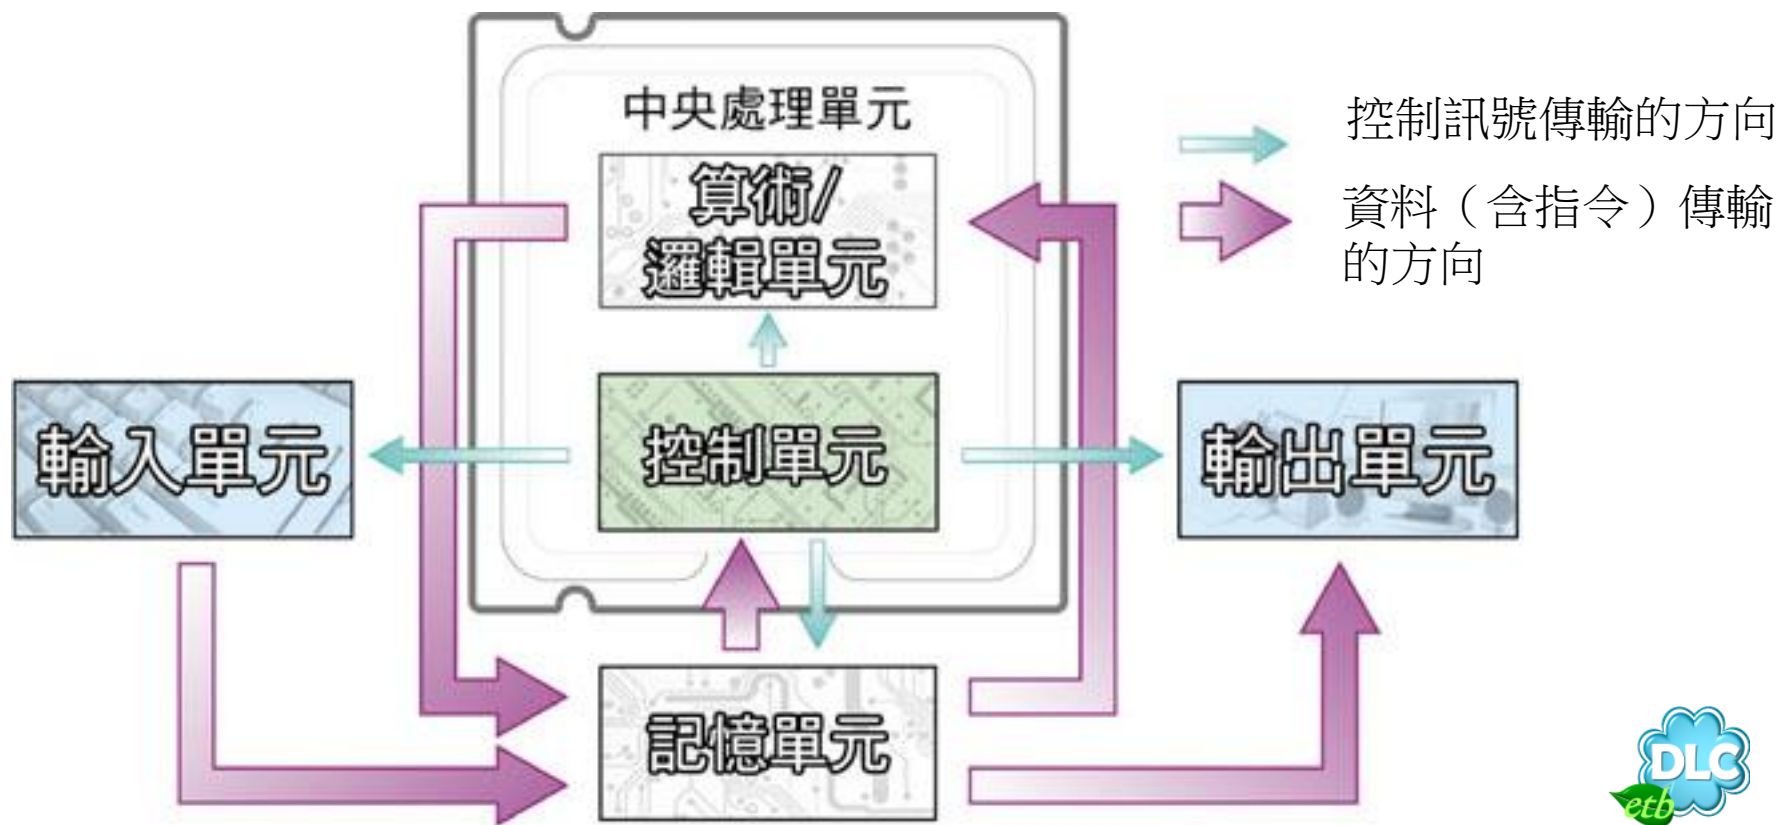 中央處理單元
算術/
邏輯單元
控制單元
輸入單元
輸出單元
記憶單元
控制訊號傳輸的方向
資料（含指令）傳輸
的方向
DLC
etb